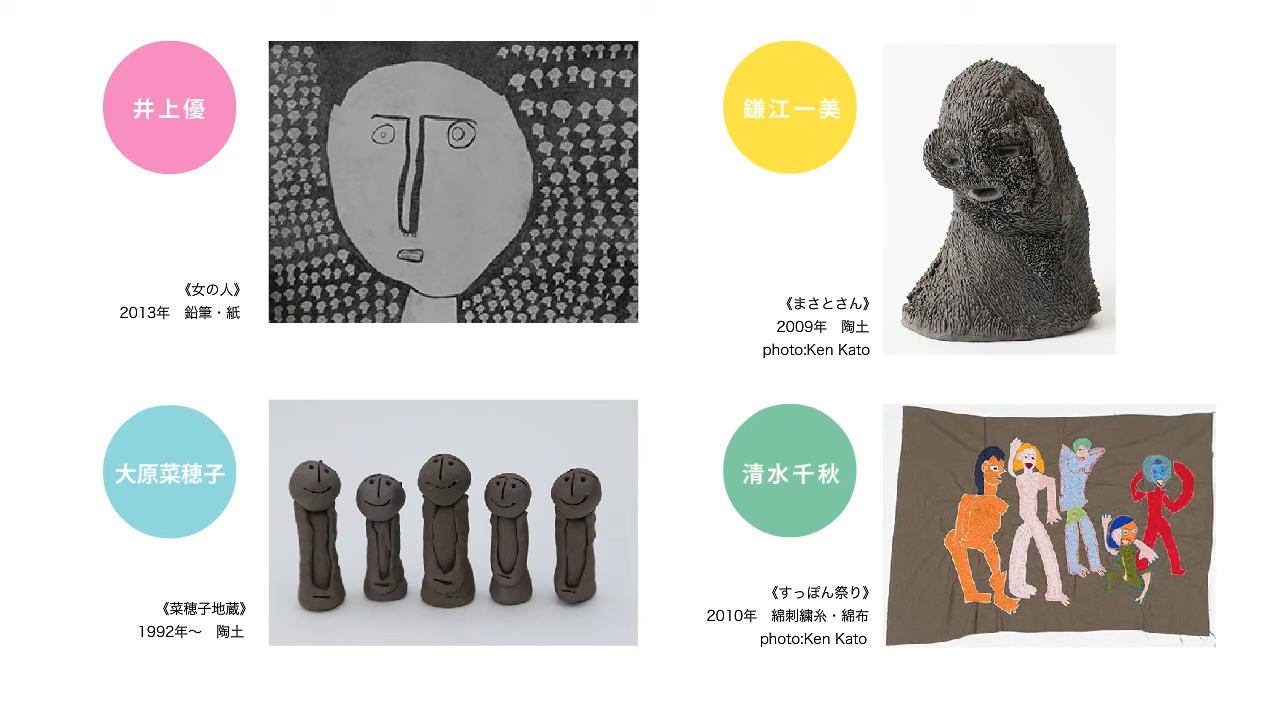 井上優
《女の人》
2013年　鉛筆・紙
鎌江一美
《まさとさん》
2009年　陶土
photo:Ken Kato
大原菜穂子
《菜穂子地蔵》
1992年〜　陶土
清水千秋
《すっぽん祭り》
2010年　綿刺繍糸・綿布
photo:Ken Kato